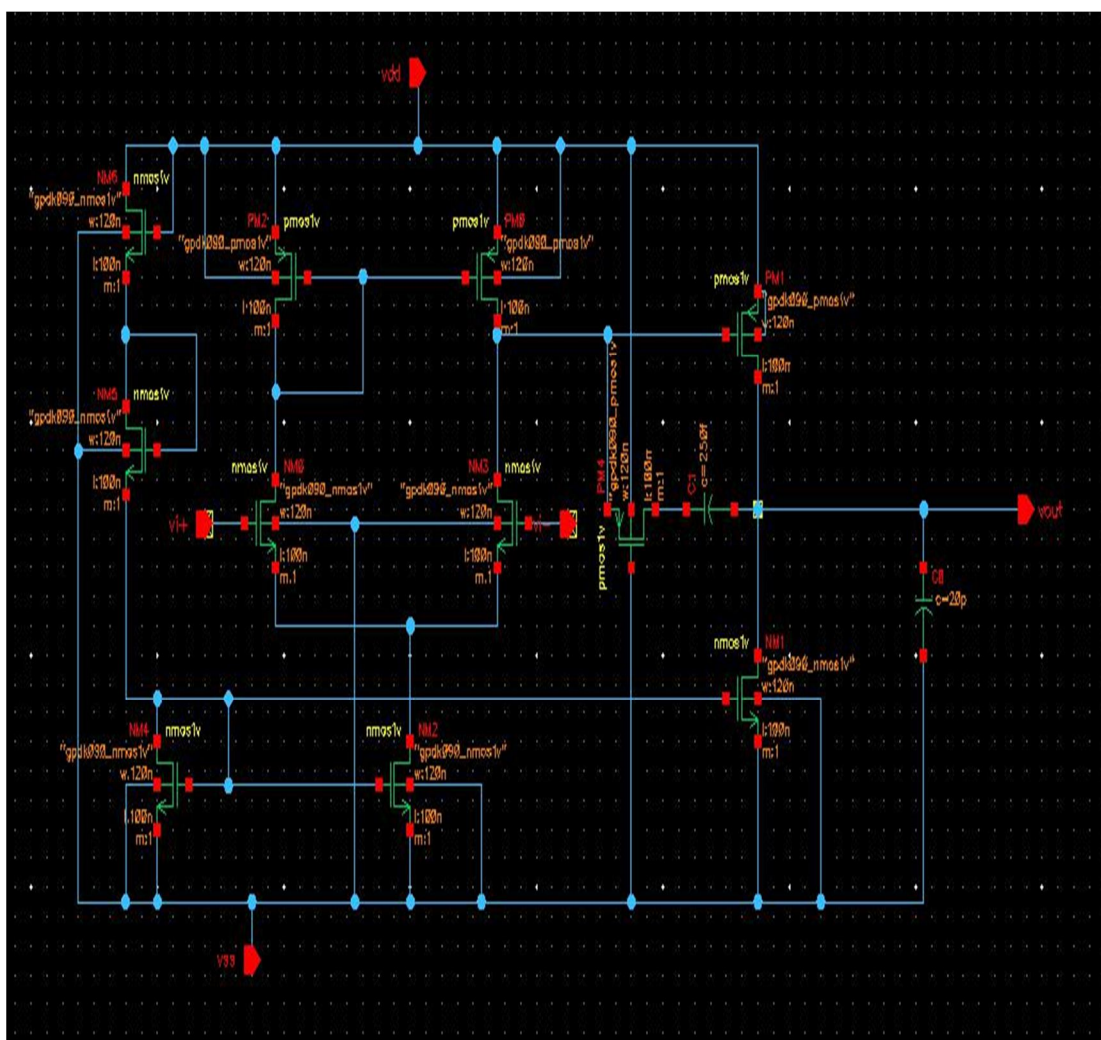 vdd
NM6
nmos1v
"gpdk090_nmos1v"
w:120n
l:100n
m:1
PM2
pmos1v
"gpdk090_pmos1v"
w:120n
l:100n
m:1
pmos1v
PM0
"gpdk090_pmos1v"
w:120n
l:100n
m:1
pmos1v
PM1
"gpdk090_pmos1v"
w:120n
l:100n
m:1
NM5
nmos1v
"gpdk090_nmos1v"
w:120n
l:100n
m:1
nmos1v
NM0
"gpdk090_nmos1v"
w:120n
l:100n
m:1
vi+
NM3
nmos1v
"gpdk090_nmos1v"
w:120n
l:100n
m:1
vi-
PM4
"gpdk090_pmos1v"
w:120n
l:100n
m:1
pmos1v
C1
c=250f
vout
C0
c=20p
nmos1v
NM1
"gpdk090_nmos1v"
w:120n
l:100n
m:1
NM4
nmos1v
"gpdk090_nmos1v"
w:120n
l:100n
m:1
nmos1v
NM2
"gpdk090_nmos1v"
w:120n
l:100n
m:1
vss